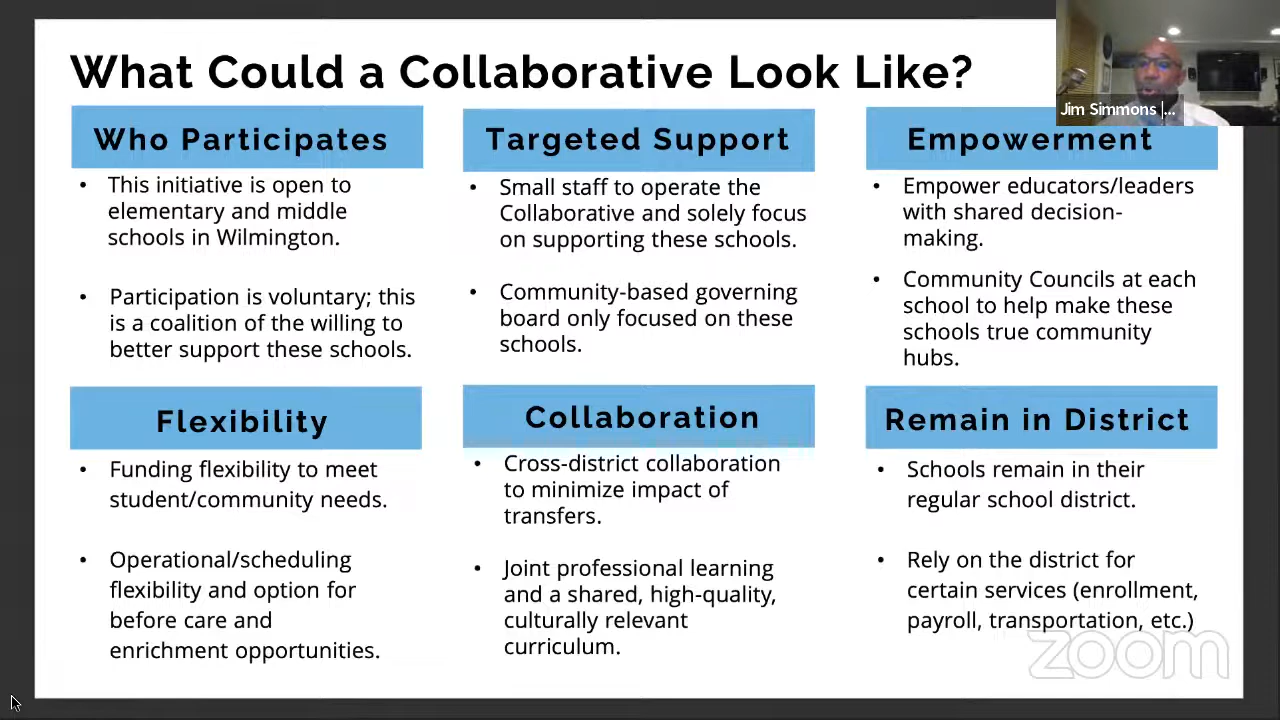 What Could a Collaborative Look Like?
Jim Simmons |...
Who Participates
• This initiative is open to
elementary and middle
schools in Wilmington.
• Participation is voluntary; this
is a coalition of the willing to
better support these schools.
Targeted Support
• Small staff to operate the
Collaborative and solely focus
on supporting these schools.
• Community-based governing
board only focused on these
schools.
Empowerment
• Empower educators/leaders
with shared decision-
making.
• Community Councils at each
school to help make these
schools true community
hubs.
Flexibility
• Funding flexibility to meet
student/community needs.
• Operational/scheduling
flexibility and option for
before care and
enrichment opportunities.
Collaboration
• Cross-district collaboration
to minimize impact of
transfers.
• Joint professional learning
and a shared, high-quality,
culturally relevant
curriculum.
Remain in District
• Schools remain in their
regular school district.
• Rely on the district for
certain services (enrollment,
payroll, transportation, etc.)
zoom